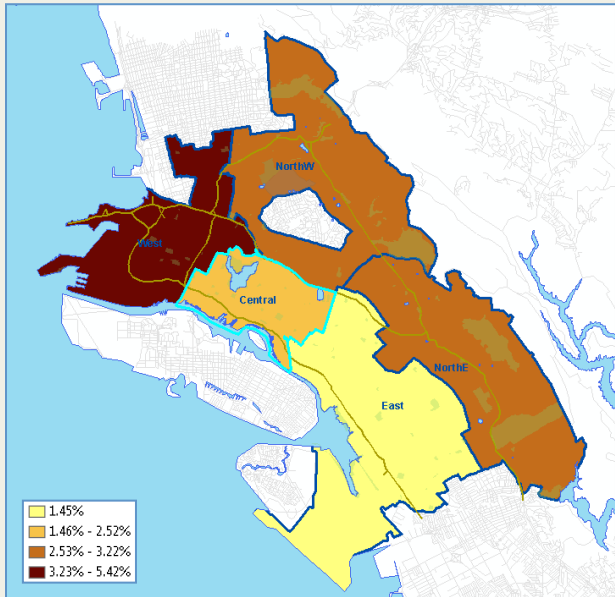 NorthW
West
Central
NorthE
East
1.45%
1.46% - 2.52%
2.53% - 3.22%
3.23% - 5.42%